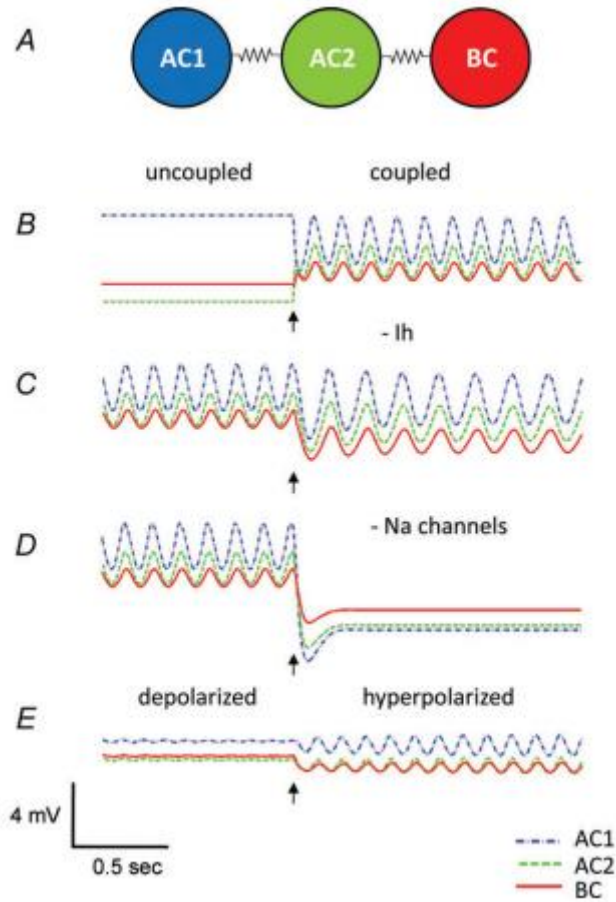 A
AC1 AC2 BC
uncoupled coupled
B
- Ih
C
- Na channels
D
depolarized hyperpolarized
E
4 mV
0.5 sec
AC1
AC2
BC